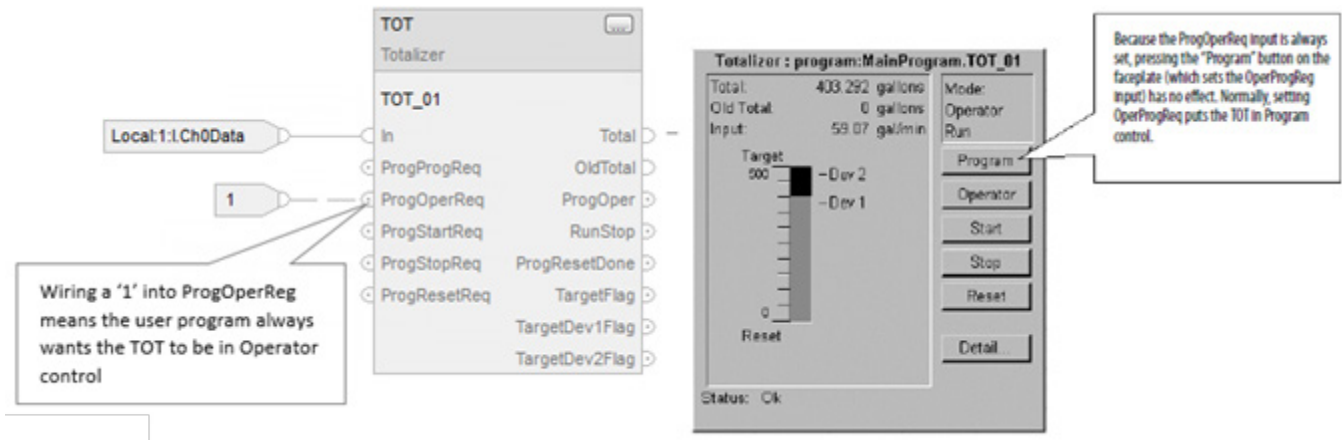 TOT
Totalizer
TOT_01
Local:1:I.Ch0Data
In
Total
ProgProgReq
OldTotal
1
ProgOperReq
ProgOper
ProgStartReq
RunStop
ProgStopReq
ProgResetDone
ProgResetReq
TargetFlag
TargetDev1Flag
TargetDev2Flag
Wiring a ‘1’ into ProgOperReg
means the user program always
wants the TOT to be in Operator
control
Totalizer : program:MainProgram.TOT_01
Total: 403.292 gallons
Old Total: 0 gallons
Input: 59.07 gal/min
Mode:
Operator
Run
Target
500
Dev 2
Dev 1
0
Reset
Program
Operator
Start
Stop
Reset
Detail...
Status: Ok
Because the ProgOperReq input is always
set, pressing the "Program" button on the
faceplate (which sets the OperProgReq
input) has no effect. Normally, setting
OperProgReq puts the TOT in Program
control.